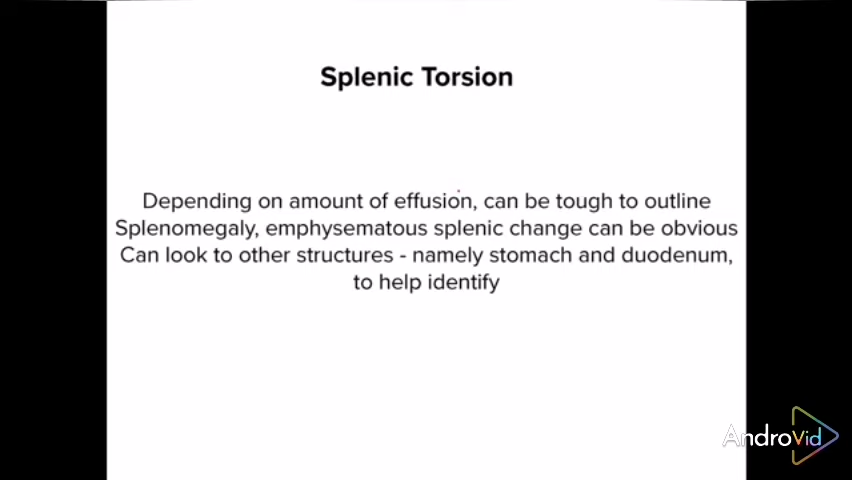 Splenic Torsion
Depending on amount of effusion, can be tough to outline
Splenomegaly, emphysematous splenic change can be obvious
Can look to other structures - namely stomach and duodenum,
to help identify
AndroVid